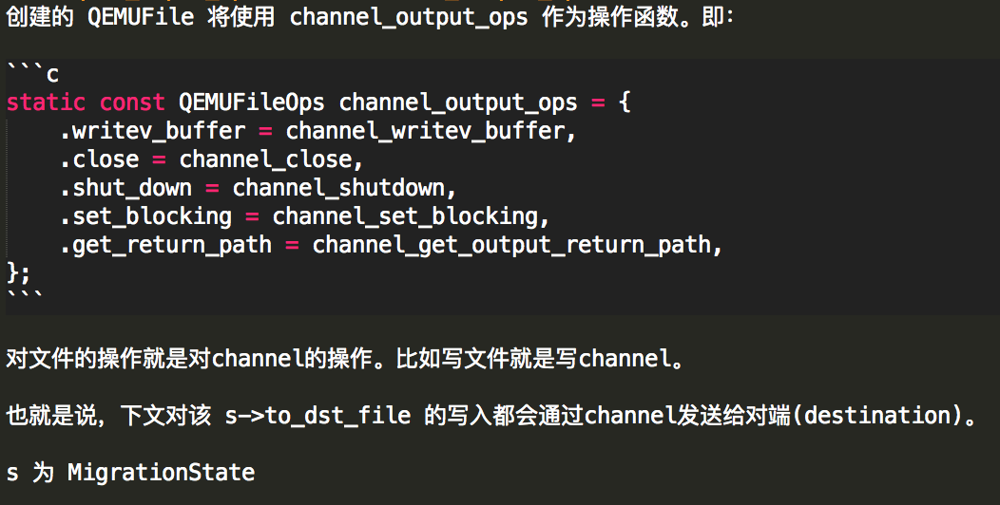 创建的 QEMUFile 将使用 channel_output_ops 作为操作函数。即：
```c
static const QEMUFileOps channel_output_ops = {
    .writev_buffer = channel_writev_buffer,
    .close = channel_close,
    .shut_down = channel_shutdown,
    .set_blocking = channel_set_blocking,
    .get_return_path = channel_get_output_return_path,
};
```
对文件的操作就是对channel的操作。比如写文件就是写channel。
也就是说，下文对该 s->to_dst_file 的写入都会通过channel发送给对端(destination)。
s 为 MigrationState